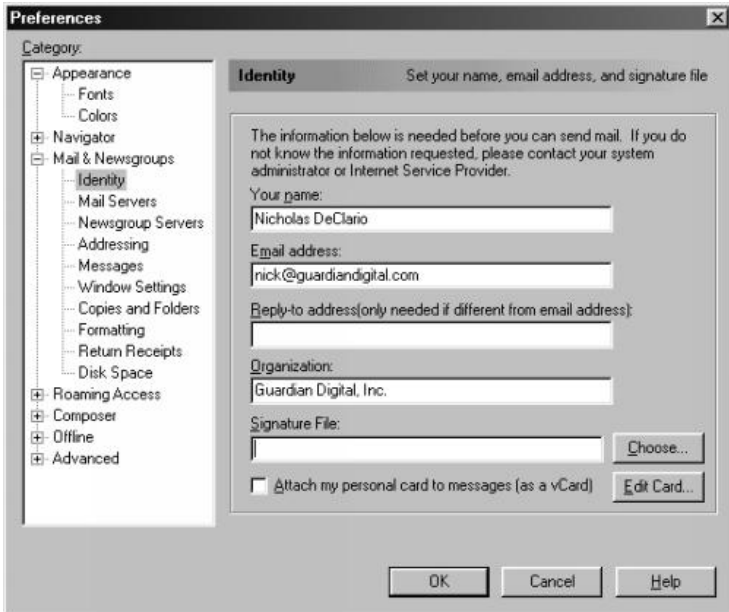 Preferences
Category:
Appearance
Fonts
Colors
Navigator
Mail & Newsgroups
Identity
Mail Servers
Newsgroup Servers
Addressing
Messages
Window Settings
Copies and Folders
Formatting
Return Receipts
Disk Space
Roaming Access
Composer
Offline
Advanced
Identity Set your name, email address, and signature file
The information below is needed before you can send mail. If you do
not know the information requested, please contact your system
administrator or Internet Service Provider.
Your name:
Nicholas DeClario
Email address:
nick@guardiandigital.com
Reply-to address(only needed if different from email address):
Organization:
Guardian Digital, Inc.
Signature File:
Choose...
Attach my personal card to messages (as a vCard)
Edit Card...
OK Cancel Help